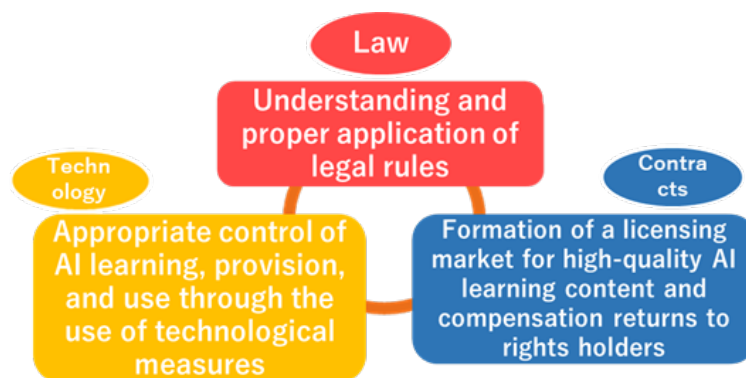 Law
Understanding and
proper application of
legal rules
Techn
ology
Appropriate control of
AI learning, provision,
and use through the
use of technological
measures
Contra
cts
Formation of a licensing
market for high-quality AI
learning content and
compensation returns to
rights holders